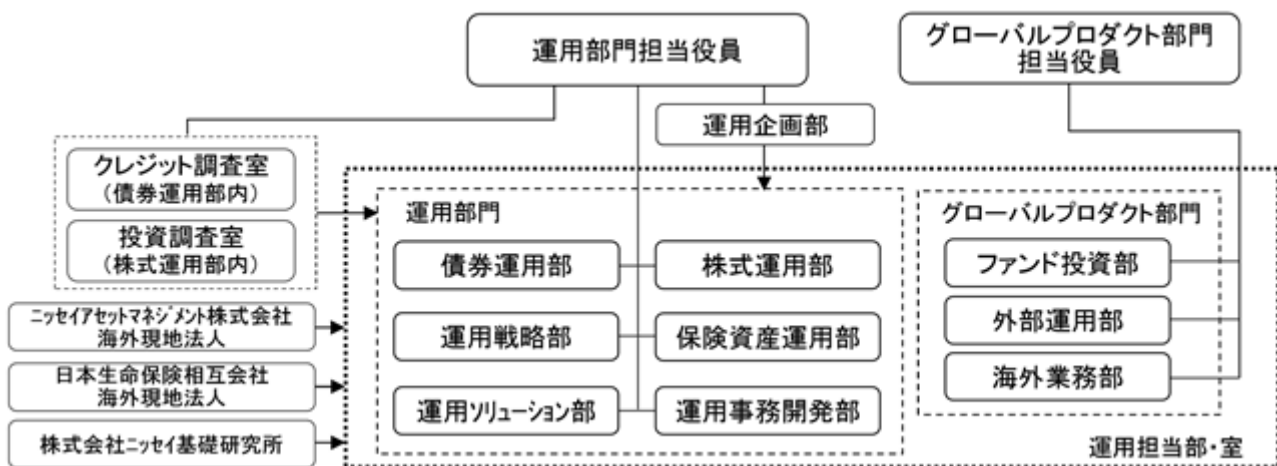 運用部門担当役員
グローバルプロダクト部門
担当役員
運用企画部
クレジット調査室
(債券運用部内)
投資調査室
(株式運用部内)
運用部門
債券運用部
株式運用部
運用戦略部
保険資産運用部
運用ソリューション部
運用事務開発部
グローバルプロダクト部門
ファンド投資部
外部運用部
海外業務部
ニッセイアセットマネジメント株式会社
海外現地法人
日本生命保険相互会社
海外現地法人
株式会社ニッセイ基礎研究所
運用担当部・室